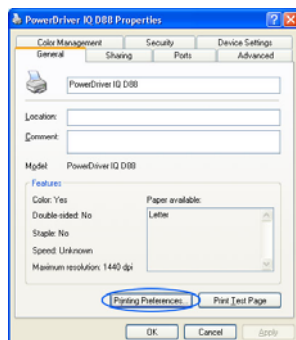 PowerDriver IQ D88 Properties
Color Management Security Device Settings
General Sharing Ports Advanced
PowerDriver IQ D88
Location:
Comment:
Model: PowerDriver IQ D88
Features
Color: Yes
Paper available:
Double-sided: No
Letter
Staple: No
Speed: Unknown
Maximum resolution: 1440 dpi
Printing Preferences... Print Test Page
OK Cancel Apply